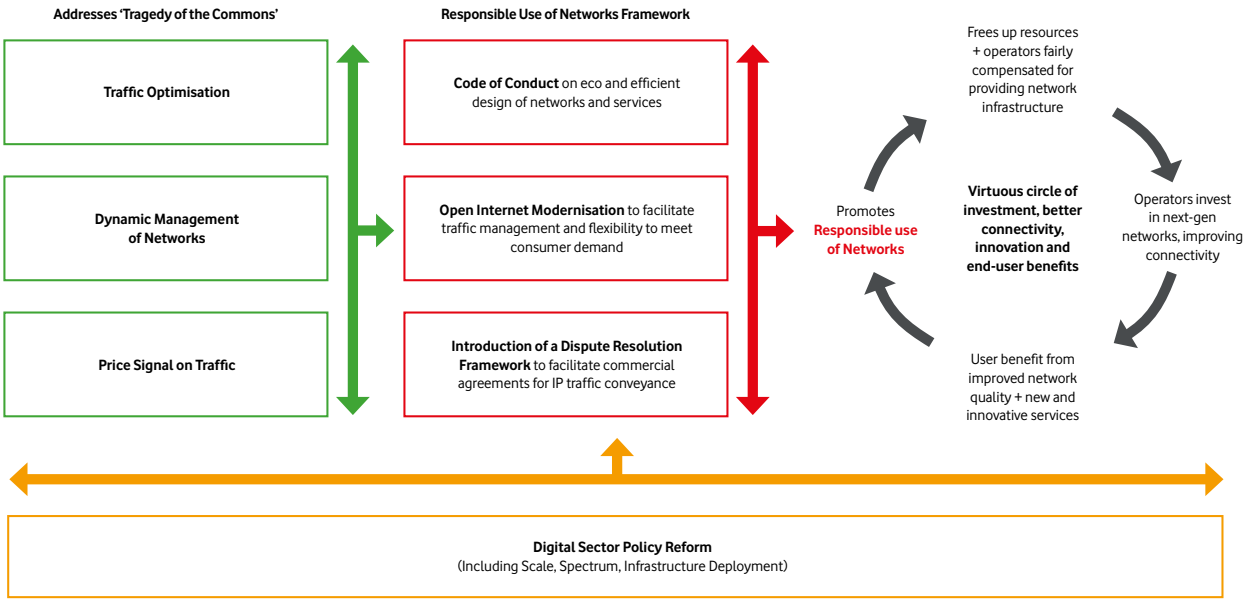 Addresses ‘Tragedy of the Commons’
Traffic Optimisation
Dynamic Management
of Networks
Price Signal on Traffic
Responsible Use of Networks Framework
Code of Conduct on eco and efficient
design of networks and services
Open Internet Modernisation to facilitate
traffic management and flexibility to meet
consumer demand
Introduction of a Dispute Resolution
Framework to facilitate commercial
agreements for IP traffic conveyance
Promotes
Responsible use
of Networks
Frees up resources
+ operators fairly
compensated for
providing network
infrastructure
Virtuous circle of
investment, better
connectivity,
innovation and
end-user benefits
Operators invest
in next-gen
networks, improving
connectivity
User benefit from
improved network
quality + new and
innovative services
Digital Sector Policy Reform
(Including Scale, Spectrum, Infrastructure Deployment)